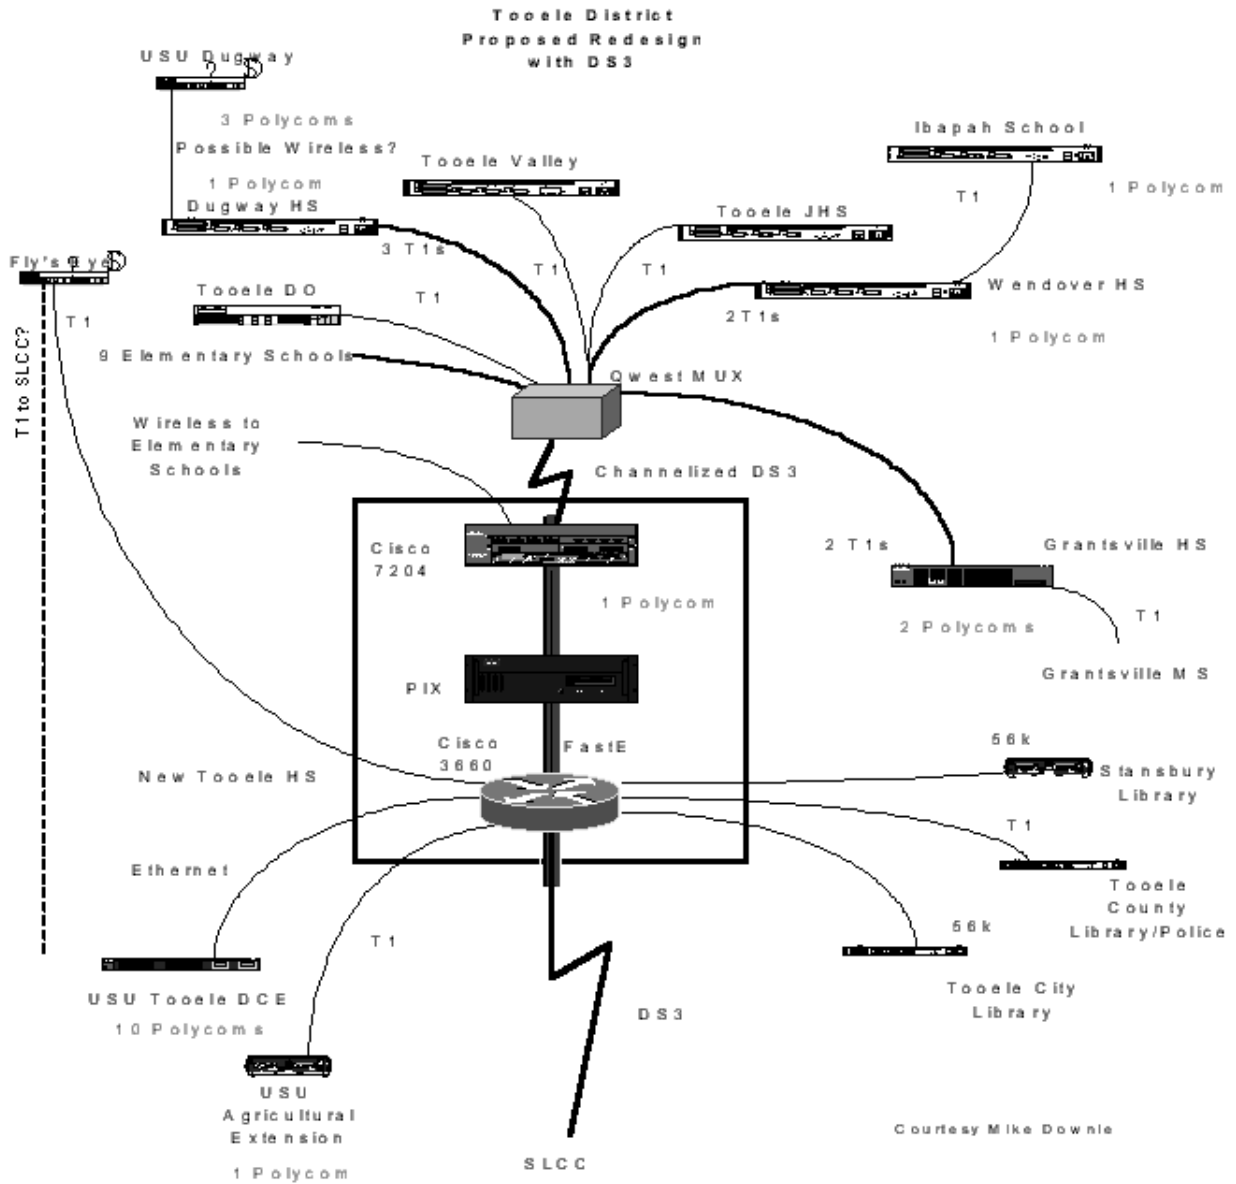 Tooele District
Proposed Redesign
with DS3
USU Dugway
?
3 Polycoms
Possible Wireless?
1 Polycom
Dugway HS
Tooele Valley
Ibapah School
1 Polycom
T1
Tooele JHS
Fly's Eye
3 T1s
T1
T1
Wendover HS
Tooele DO
T1
2T1s
1 Polycom
T1
9 Elementary Schools
Qwest MUX
T1 to SLCC?
Wireless to
Elementary
Schools
Channelized DS3
Cisco
7204
2 T1s
Grantsville HS
1 Polycom
2 Polycoms
T1
Grantsville MS
PIX
Cisco
3660
FastE
56k
New Tooele HS
Stansbury
Library
T1
Ethernet
Tooele
County
Library/Police
T1
56k
USU Tooele DCE
10 Polycoms
Tooele City
Library
DS3
USU
Agricultural
Extension
1 Polycom
Courtesy Mike Downie
SLCC